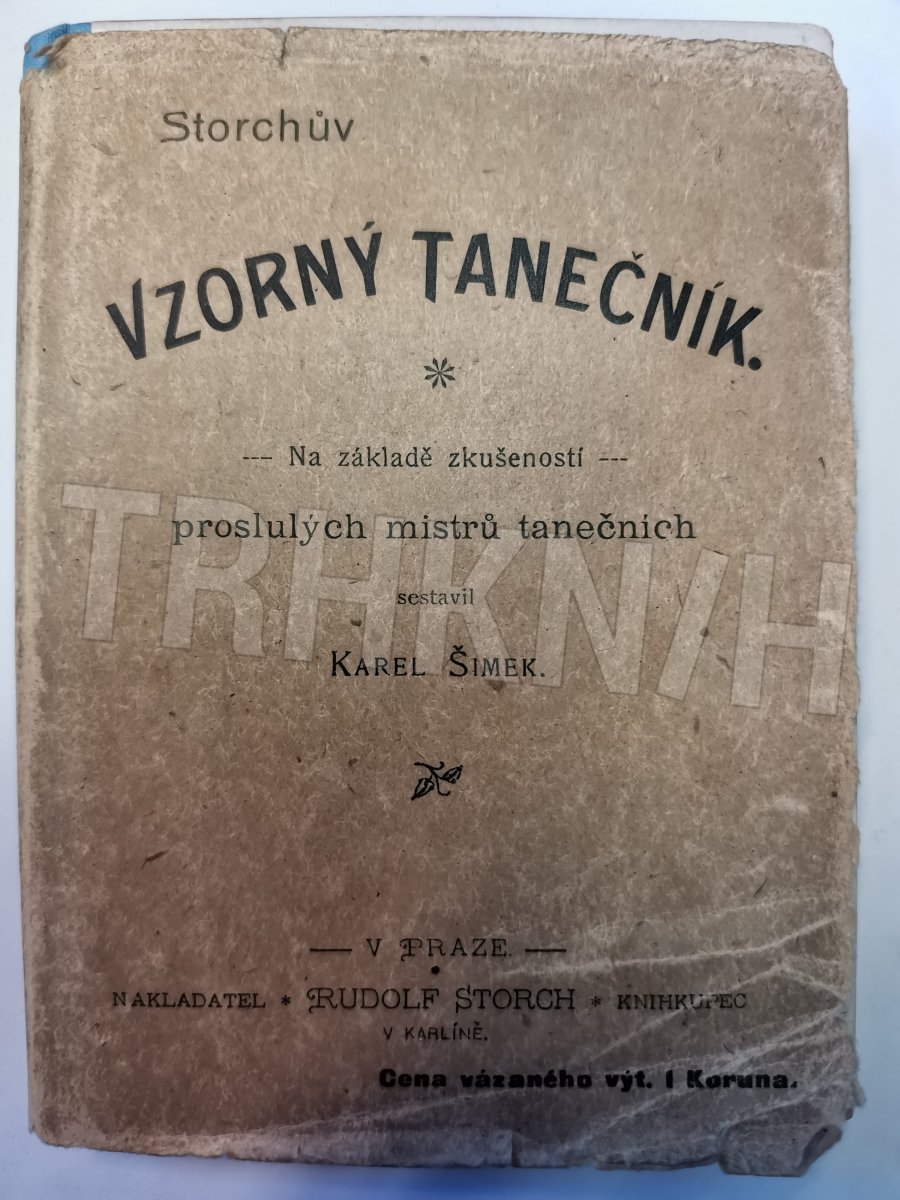 Storchův
VZORNÝ TANEČNÍK.
--- Na základě zkušeností ---
proslulých mistrů tanečních
sestavil
KAREL ŠIMEK.
— V PRAZE. —
NAKLADATEL * RUDOLF STORCH * KNIHKUPEC
V KARLÍNĚ.
Cena vázaného výt. 1 Koruna.
TRHKNIH